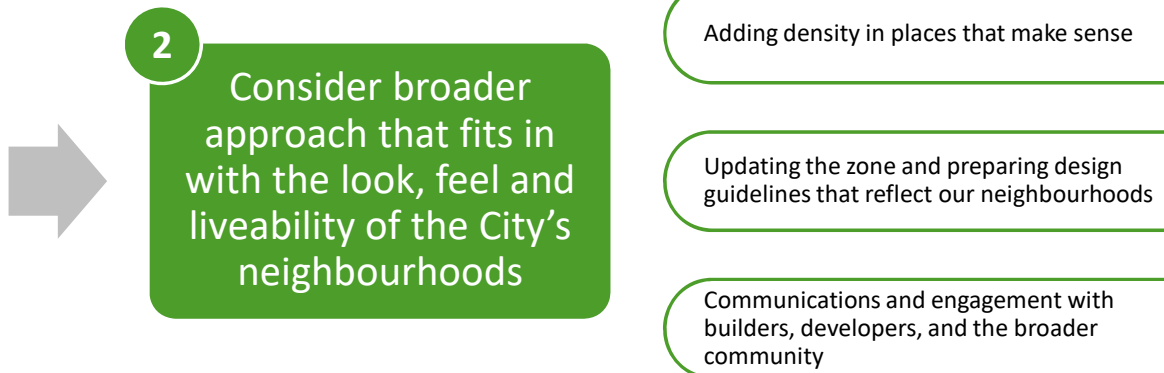 2
Consider broader
approach that fits in
with the look, feel and
liveability of the City’s
neighbourhoods
Adding density in places that make sense
Updating the zone and preparing design
guidelines that reflect our neighbourhoods
Communications and engagement with
builders, developers, and the broader
community